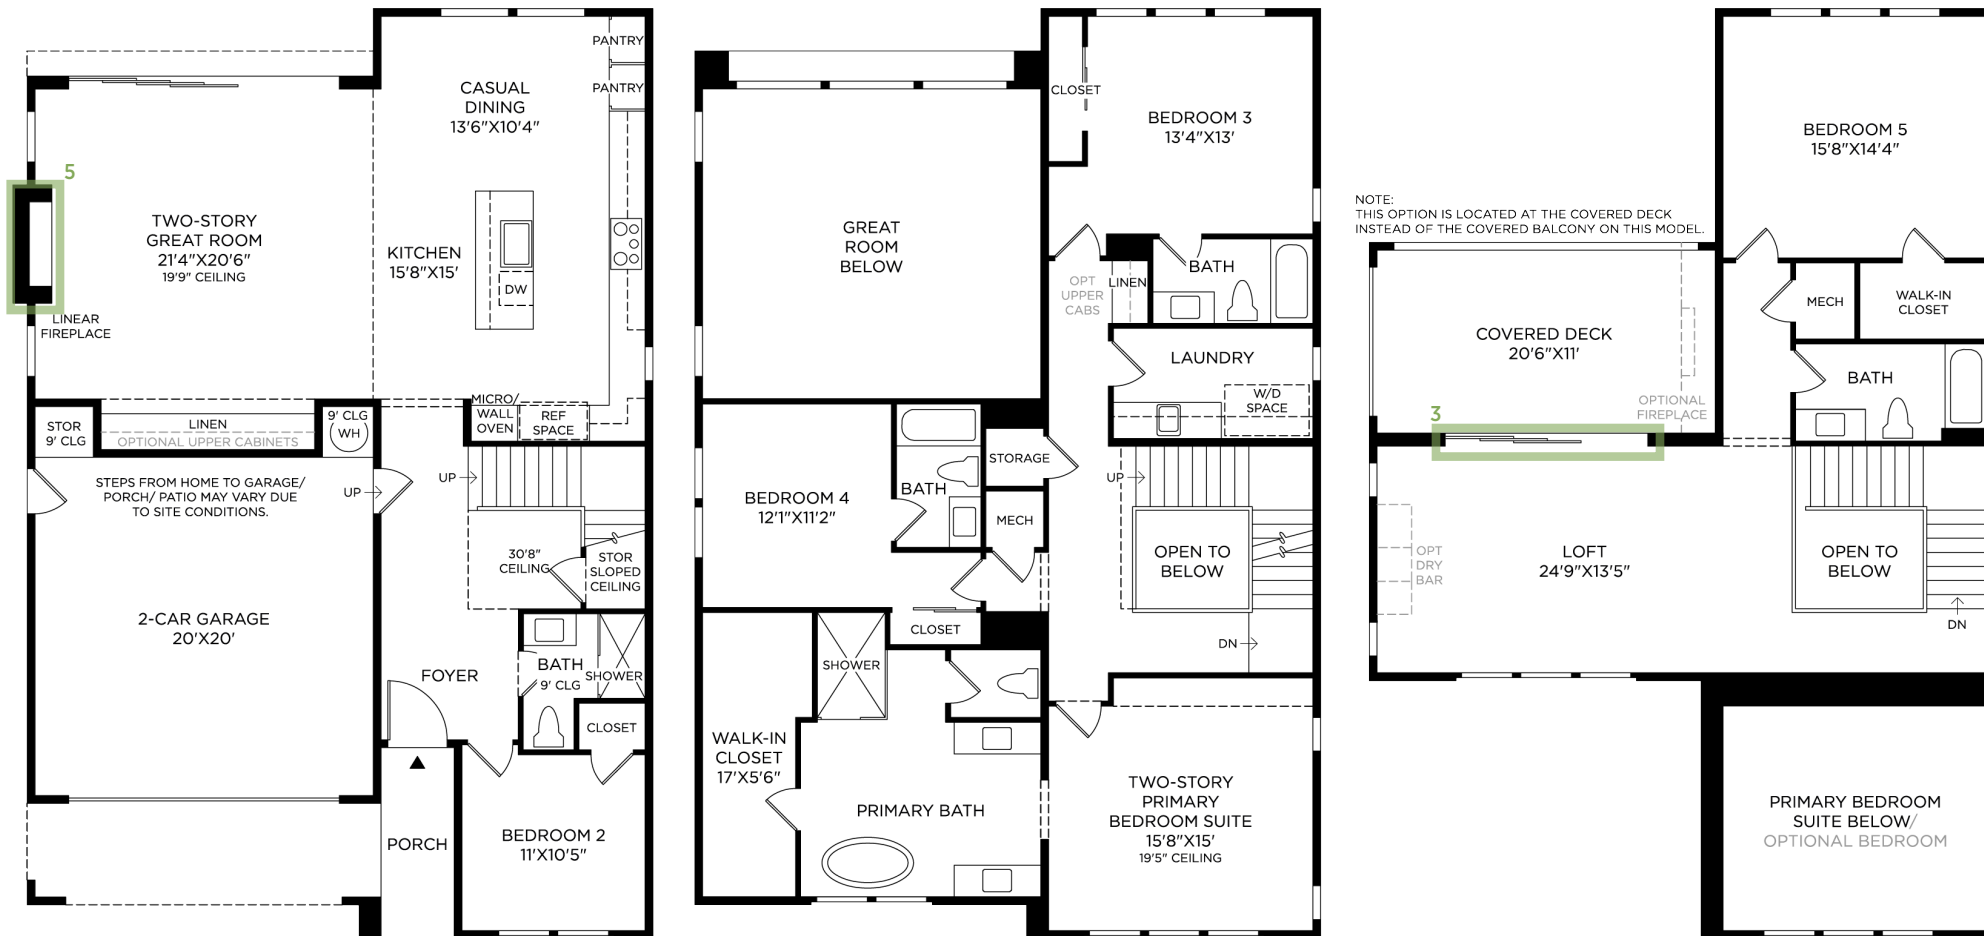 PANTRY
PANTRY
CASUAL
DINING
13'6"X10'4"
5
TWO-STORY
GREAT ROOM
21'4"X20'6"
19'9" CEILING
KITCHEN
15'8"X15'
DW
LINEAR
FIREPLACE
MICRO/
WALL
OVEN
REF
SPACE
STOR
9' CLG
LINEN
OPTIONAL UPPER CABINETS
9' CLG
WH
STEPS FROM HOME TO GARAGE/
PORCH/ PATIO MAY VARY DUE
TO SITE CONDITIONS.
UP
UP
30'8"
CEILING
STOR
SLOPED
CEILING
2-CAR GARAGE
20'X20'
FOYER
BATH
9' CLG
SHOWER
CLOSET
PORCH
BEDROOM 2
11'X10'5"
CLOSET
BEDROOM 3
13'4"X13'
GREAT
ROOM
BELOW
OPT
UPPER
CABS
LINEN
BATH
LAUNDRY
W/D
SPACE
BEDROOM 4
12'1"X11'2"
BATH
STORAGE
MECH
UP
OPEN TO
BELOW
DN
CLOSET
SHOWER
WALK-IN
CLOSET
17'X5'6"
PRIMARY BATH
TWO-STORY
PRIMARY
BEDROOM SUITE
15'8"X15'
19'5" CEILING
BEDROOM 5
15'8"X14'4"
NOTE:
THIS OPTION IS LOCATED AT THE COVERED DECK
INSTEAD OF THE COVERED BALCONY ON THIS MODEL.
MECH
WALK-IN
CLOSET
COVERED DECK
20'6"X11'
BATH
OPTIONAL
FIREPLACE
3
OPT
DRY
BAR
LOFT
24'9"X13'5"
OPEN TO
BELOW
DN
PRIMARY BEDROOM
SUITE BELOW/
OPTIONAL BEDROOM